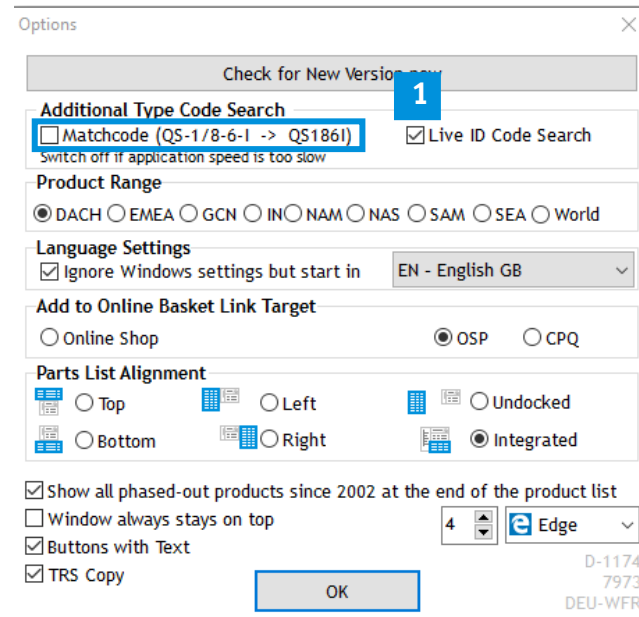 Options
Check for New Version now
1
Additional Type Code Search
Matchcode (QS-1/8-6-I -> QS186I) Live ID Code Search
Switch off if application speed is too slow
Product Range
DACH EMEA GCN IN NAM NAS SAM SEA World
Language Settings
Ignore Windows settings but start in EN - English GB
Add to Online Basket Link Target
Online Shop OSP CPQ
Parts List Alignment
Top Left Undocked
Bottom Right Integrated
Show all phased-out products since 2002 at the end of the product list
Window always stays on top 4 Edge
Buttons with Text
TRS Copy
OK
D-1174
7973
DEU-WFR